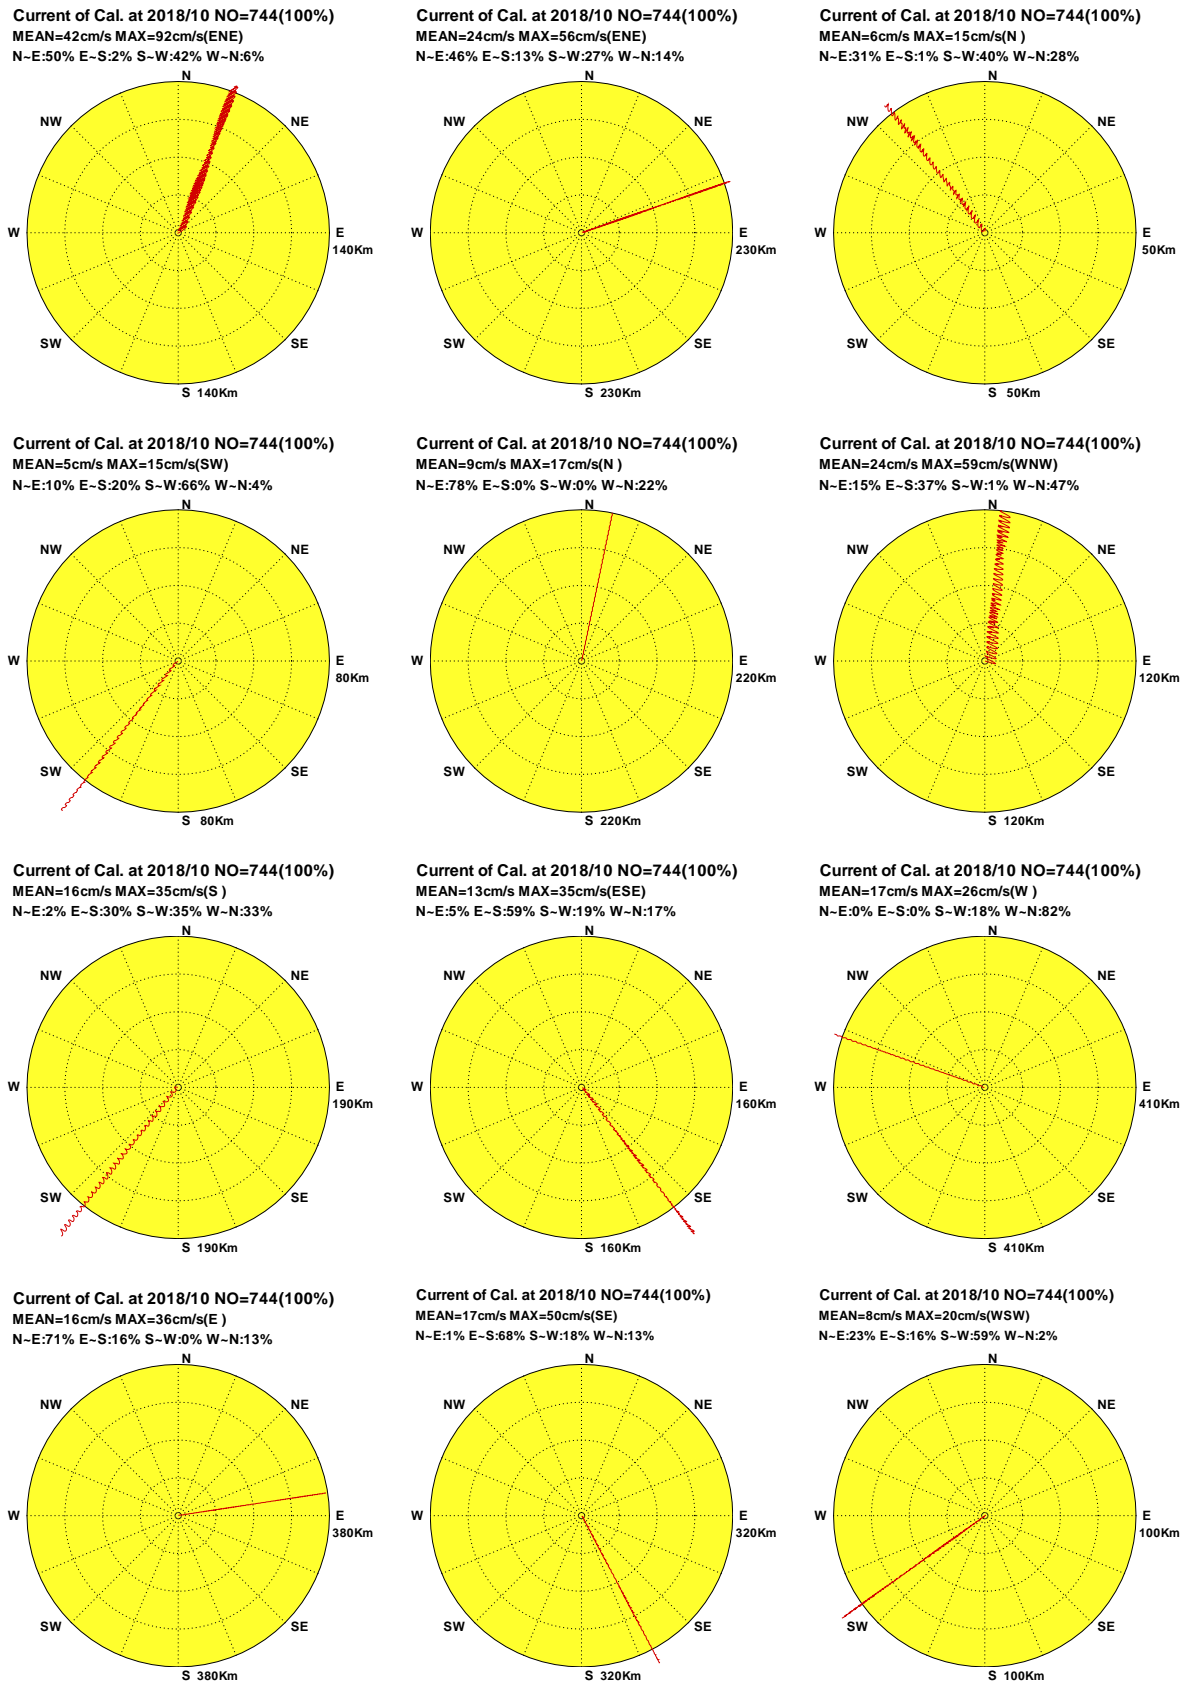 Current of Cal. at 2018/10 NO=744(100%)
MEAN=42cm/s MAX=92cm/s(ENE)
N~E:50% E~S:2% S~W:42% W~N:6%
N
NW
NE
W
E
140Km
SW
SE
S 140Km
Current of Cal. at 2018/10 NO=744(100%)
MEAN=24cm/s MAX=56cm/s(ENE)
N~E:46% E~S:13% S~W:27% W~N:14%
N
NW
NE
W
E
230Km
SW
SE
S 230Km
Current of Cal. at 2018/10 NO=744(100%)
MEAN=6cm/s MAX=15cm/s(N )
N~E:31% E~S:1% S~W:40% W~N:28%
N
NW
NE
W
E
50Km
SW
SE
S 50Km
Current of Cal. at 2018/10 NO=744(100%)
MEAN=5cm/s MAX=15cm/s(SW)
N~E:10% E~S:20% S~W:66% W~N:4%
N
NW
NE
W
E
80Km
SW
SE
S 80Km
Current of Cal. at 2018/10 NO=744(100%)
MEAN=9cm/s MAX=17cm/s(N )
N~E:78% E~S:0% S~W:0% W~N:22%
N
NW
NE
W
E
220Km
SW
SE
S 220Km
Current of Cal. at 2018/10 NO=744(100%)
MEAN=24cm/s MAX=59cm/s(WNW)
N~E:15% E~S:37% S~W:1% W~N:47%
N
NW
NE
W
E
120Km
SW
SE
S 120Km
Current of Cal. at 2018/10 NO=744(100%)
MEAN=16cm/s MAX=35cm/s(S )
N~E:2% E~S:30% S~W:35% W~N:33%
N
NW
NE
W
E
190Km
SW
SE
S 190Km
Current of Cal. at 2018/10 NO=744(100%)
MEAN=13cm/s MAX=35cm/s(ESE)
N~E:5% E~S:59% S~W:19% W~N:17%
N
NW
NE
W
E
160Km
SW
SE
S 160Km
Current of Cal. at 2018/10 NO=744(100%)
MEAN=17cm/s MAX=26cm/s(W )
N~E:0% E~S:0% S~W:18% W~N:82%
N
NW
NE
W
E
410Km
SW
SE
S 410Km
Current of Cal. at 2018/10 NO=744(100%)
MEAN=16cm/s MAX=36cm/s(E )
N~E:71% E~S:16% S~W:0% W~N:13%
N
NW
NE
W
E
380Km
SW
SE
S 380Km
Current of Cal. at 2018/10 NO=744(100%)
MEAN=17cm/s MAX=50cm/s(SE)
N~E:1% E~S:68% S~W:18% W~N:13%
N
NW
NE
W
E
320Km
SW
SE
S 320Km
Current of Cal. at 2018/10 NO=744(100%)
MEAN=8cm/s MAX=20cm/s(WSW)
N~E:23% E~S:16% S~W:59% W~N:2%
N
NW
NE
W
E
100Km
SW
SE
S 100Km